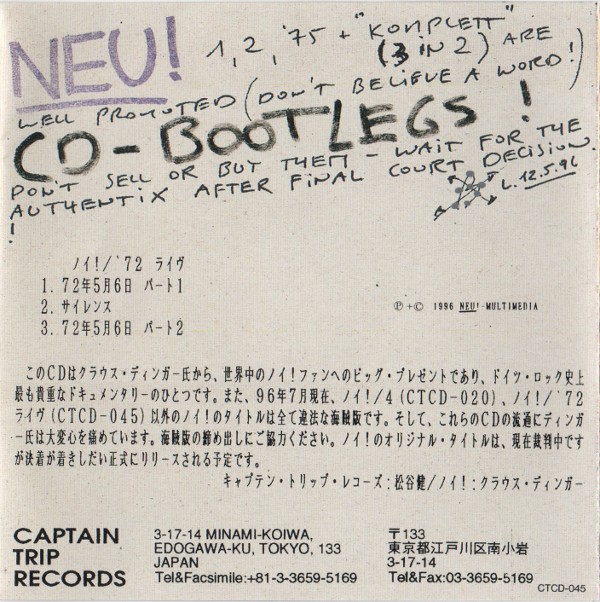 NEU! 1, 2, '75 + "KOMPLETT"
(3 IN 2) ARE
WELL PROMOTED (DON'T BELIEVE A WORD!)
CD-BOOTLEGS!
DON'T SELL OR BUY THEM - WAIT FOR THE
AUTHENTIX AFTER FINAL COURT DECISION.
! L. 12.5.96
ノイ!/'72 ライヴ
1. 72年5月6日 パート1
2. サイレンス
3. 72年5月6日 パート2
Ⓟ+© 1996 NEU!-MULTIMEDIA
このCDはクラウス・ディンガー氏から、世界中のノイ!ファンへのビッグ・プレゼントであり、ドイツ・ロック史上
最も貴重なドキュメンタリーのひとつです。また、96年7月現在、ノイ!/4(CTCD-020)、ノイ!/'72
ライヴ(CTCD-045)以外のノイ!のタイトルは全て違法な海賊版です。そして、これらのCDの流通にディンガ
ー氏は大変心を痛めています。海賊版の締め出しにご協力ください。ノイ!のオリジナル・タイトルは、現在裁判中です
が決着が着きしだい正式にリリースされる予定です。
キャプテン・トリップ・レコーズ:松谷健/ノイ!:クラウス・ディンガー
CAPTAIN
TRIP
RECORDS
3-17-14 MINAMI-KOIWA,
EDOGAWA-KU, TOKYO, 133
JAPAN
Tel&Facsimile:+81-3-3659-5169
〒133
東京都江戸川区南小岩
3-17-14
Tel&Fax:03-3659-5169
CTCD-045